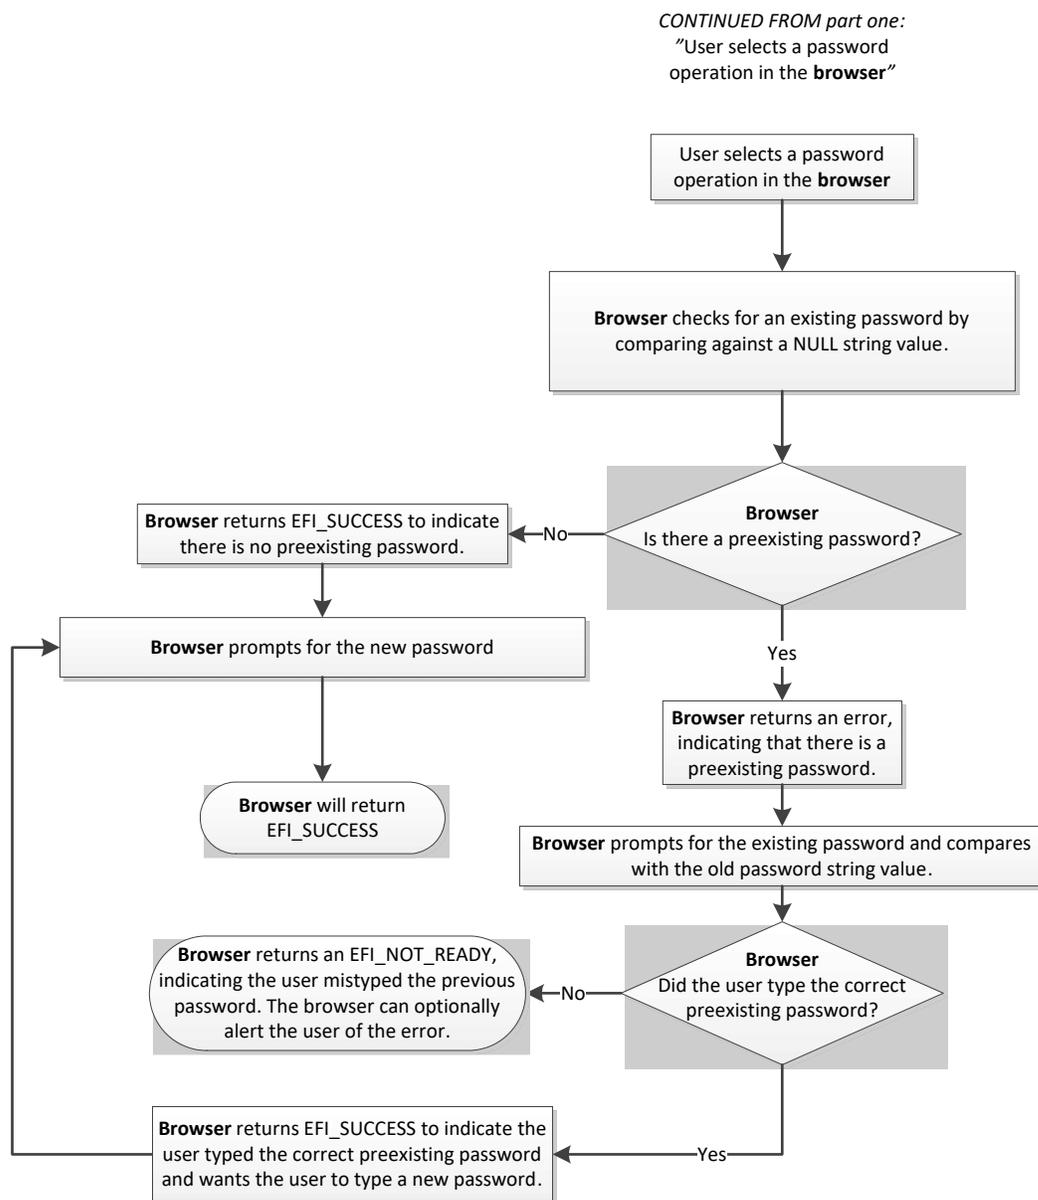 CONTINUED FROM part one:
"User selects a password
operation in the browser"
User selects a password
operation in the browser
Browser checks for an existing password by
comparing against a NULL string value.
Browser
Is there a preexisting password?
No
Browser returns EFI_SUCCESS to indicate
there is no preexisting password.
Browser prompts for the new password
Browser will return
EFI_SUCCESS
Yes
Browser returns an error,
indicating that there is a
preexisting password.
Browser prompts for the existing password and compares
with the old password string value.
Browser
Did the user type the correct
preexisting password?
No
Browser returns an EFI_NOT_READY,
indicating the user mistyped the previous
password. The browser can optionally
alert the user of the error.
Yes
Browser returns EFI_SUCCESS to indicate the
user typed the correct preexisting password
and wants the user to type a new password.